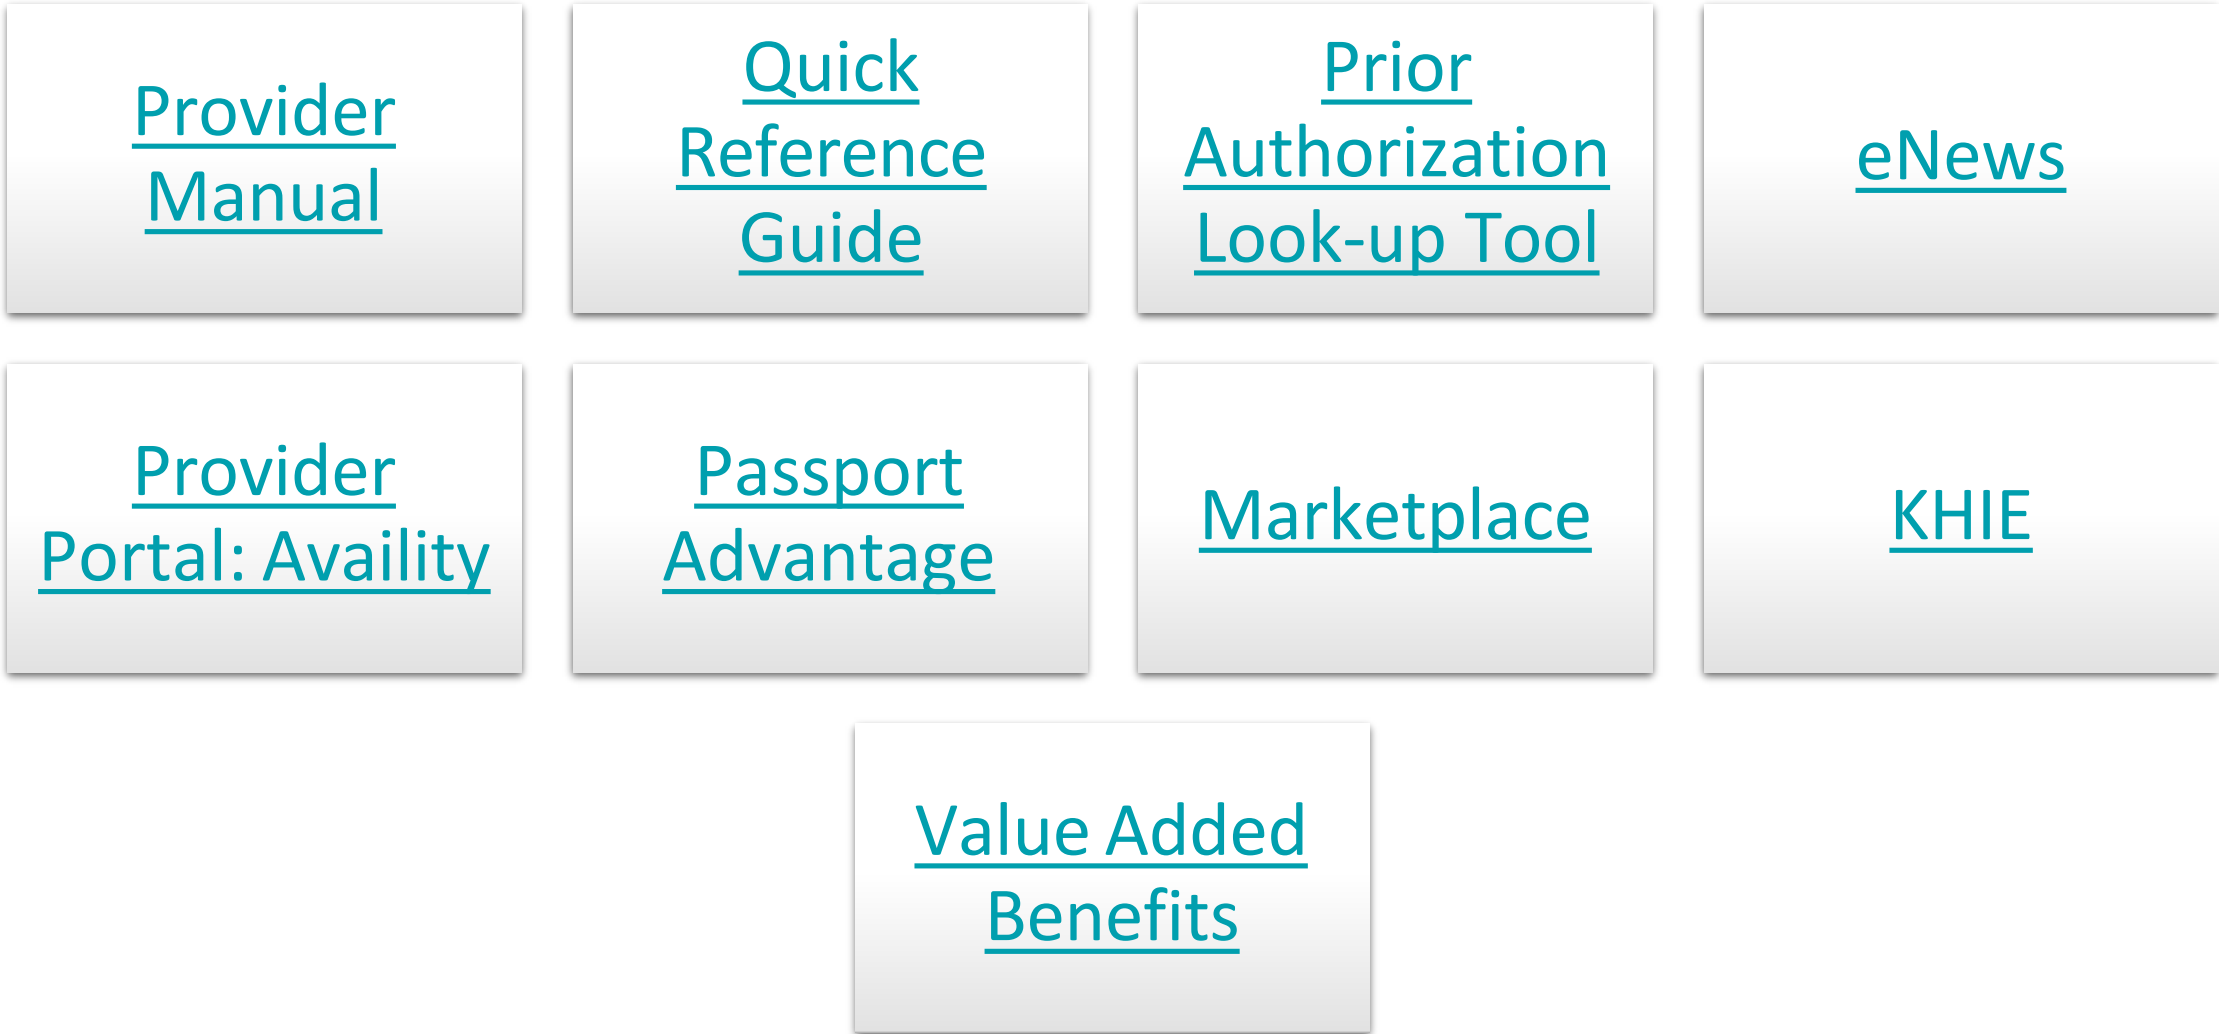 Provider
Manual
Quick
Reference
Guide
Prior
Authorization
Look-up Tool
eNews
Provider
Portal: Availity
Passport
Advantage
Marketplace
KHIE
Value Added
Benefits